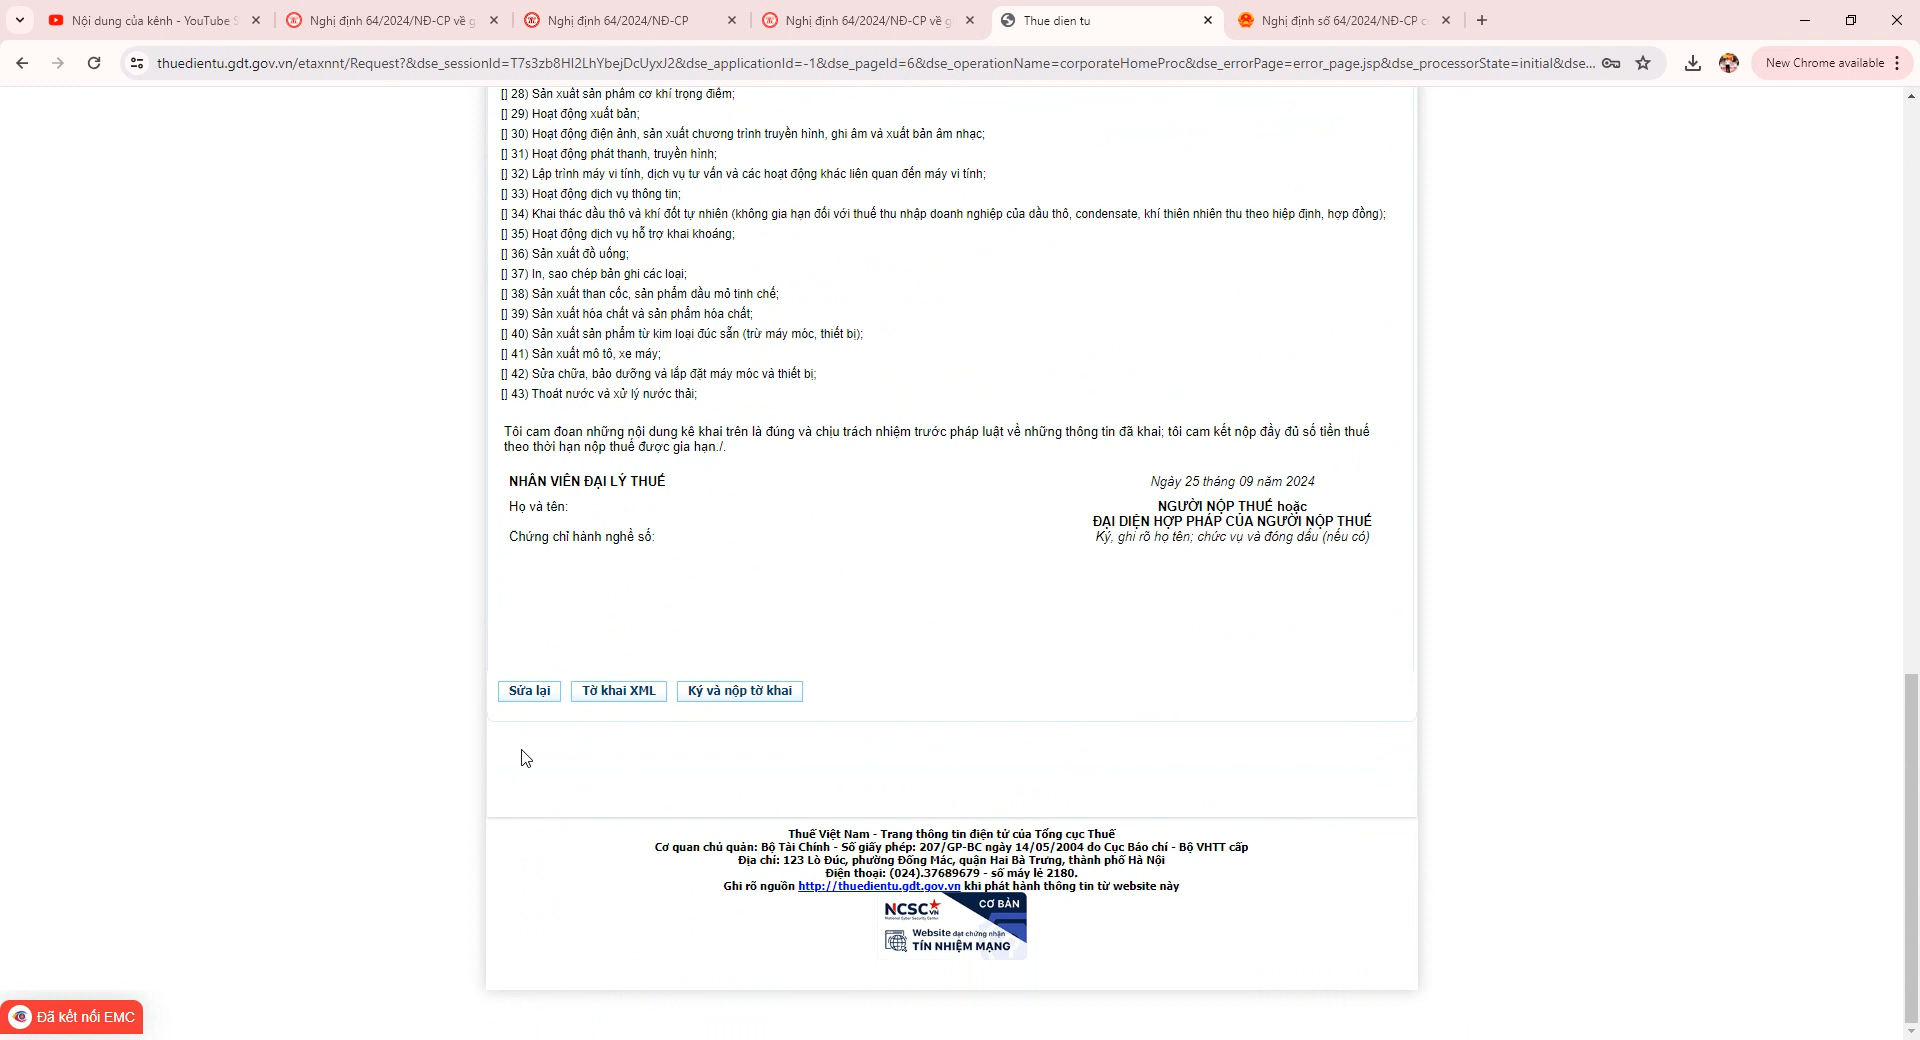 Nội dung của kênh - YouTube S
Nghị định 64/2024/NĐ-CP về g
Nghị định 64/2024/NĐ-CP
Nghị định 64/2024/NĐ-CP về g
Thue dien tu
Nghị định số 64/2024/NĐ-CP c
thuedientu.gdt.gov.vn/etaxnnt/Request?&dse_sessionId=T7s3zb8HI2LhYbejDcUyxJ2&dse_applicationId=-1&dse_pageId=6&dse_operationName=corporateHomeProc&dse_errorPage=error_page.jsp&dse_processorState=initial&dse...
New Chrome available
[] 28) Sản xuất sản phẩm cơ khí trọng điểm;
[] 29) Hoạt động xuất bản;
[] 30) Hoạt động điện ảnh, sản xuất chương trình truyền hình, ghi âm và xuất bản âm nhạc;
[] 31) Hoạt động phát thanh, truyền hình;
[] 32) Lập trình máy vi tính, dịch vụ tư vấn và các hoạt động khác liên quan đến máy vi tính;
[] 33) Hoạt động dịch vụ thông tin;
[] 34) Khai thác dầu thô và khí đốt tự nhiên (không gia hạn đối với thuế thu nhập doanh nghiệp của dầu thô, condensate, khí thiên nhiên thu theo hiệp định, hợp đồng);
[] 35) Hoạt động dịch vụ hỗ trợ khai khoáng;
[] 36) Sản xuất đồ uống;
[] 37) In, sao chép bản ghi các loại;
[] 38) Sản xuất than cốc, sản phẩm dầu mỏ tinh chế;
[] 39) Sản xuất hóa chất và sản phẩm hóa chất;
[] 40) Sản xuất sản phẩm từ kim loại đúc sẵn (trừ máy móc, thiết bị);
[] 41) Sản xuất mô tô, xe máy;
[] 42) Sửa chữa, bảo dưỡng và lắp đặt máy móc và thiết bị;
[] 43) Thoát nước và xử lý nước thải;
Tôi cam đoan những nội dung kê khai trên là đúng và chịu trách nhiệm trước pháp luật về những thông tin đã khai; tôi cam kết nộp đầy đủ số tiền thuế
theo thời hạn nộp thuế được gia hạn./.
NHÂN VIÊN ĐẠI LÝ THUẾ
Họ và tên:
Chứng chỉ hành nghề số:
Ngày 25 tháng 09 năm 2024
NGƯỜI NỘP THUẾ hoặc
ĐẠI DIỆN HỢP PHÁP CỦA NGƯỜI NỘP THUẾ
Ký, ghi rõ họ tên; chức vụ và đóng dấu (nếu có)
Sửa lại
Tờ khai XML
Ký và nộp tờ khai
Thuế Việt Nam - Trang thông tin điện tử của Tổng cục Thuế
Cơ quan chủ quản: Bộ Tài Chính - Số giấy phép: 207/GP-BC ngày 14/05/2004 do Cục Báo chí - Bộ VHTT cấp
Địa chỉ: 123 Lò Đúc, phường Đống Mác, quận Hai Bà Trưng, thành phố Hà Nội
Điện thoại: (024).37689679 - số máy lẻ 2180.
Ghi rõ nguồn http://thuedientu.gdt.gov.vn khi phát hành thông tin từ website này
NCSC.VN
National Cyber Security Center
CƠ BẢN
Website đạt chứng nhận
TÍN NHIỆM MẠNG
Đã kết nối EMC